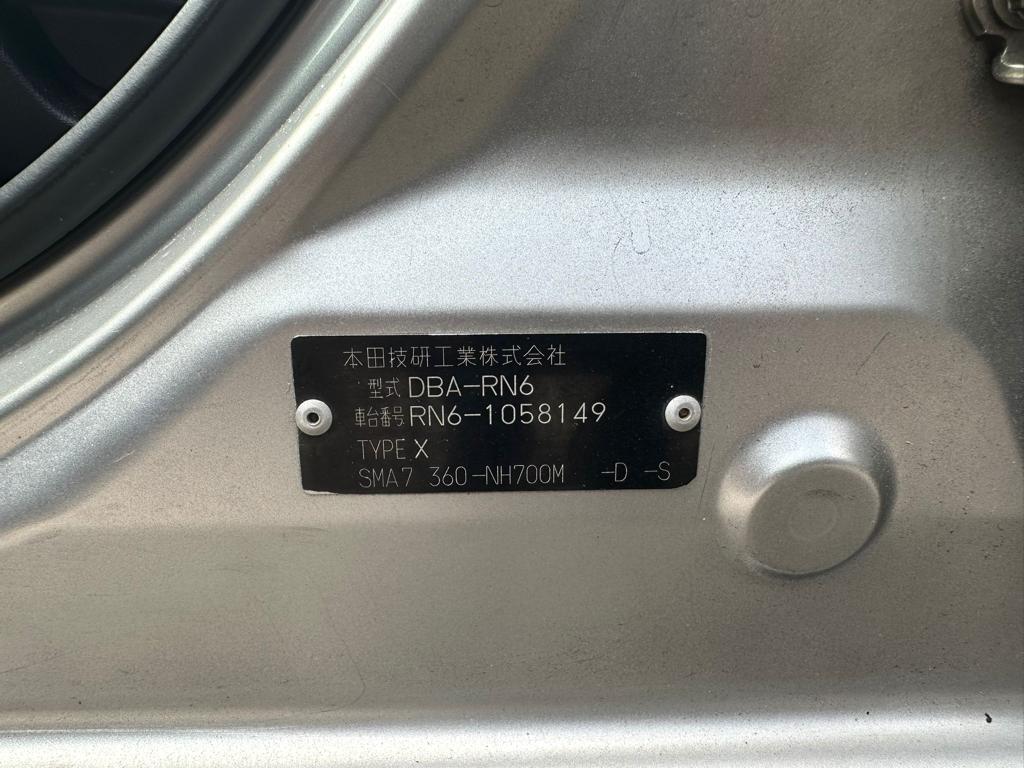 本田技研工業株式会社
型式 DBA-RN6
車台番号 RN6-1058149
TYPE X
SMA7 360-NH700M -D -S